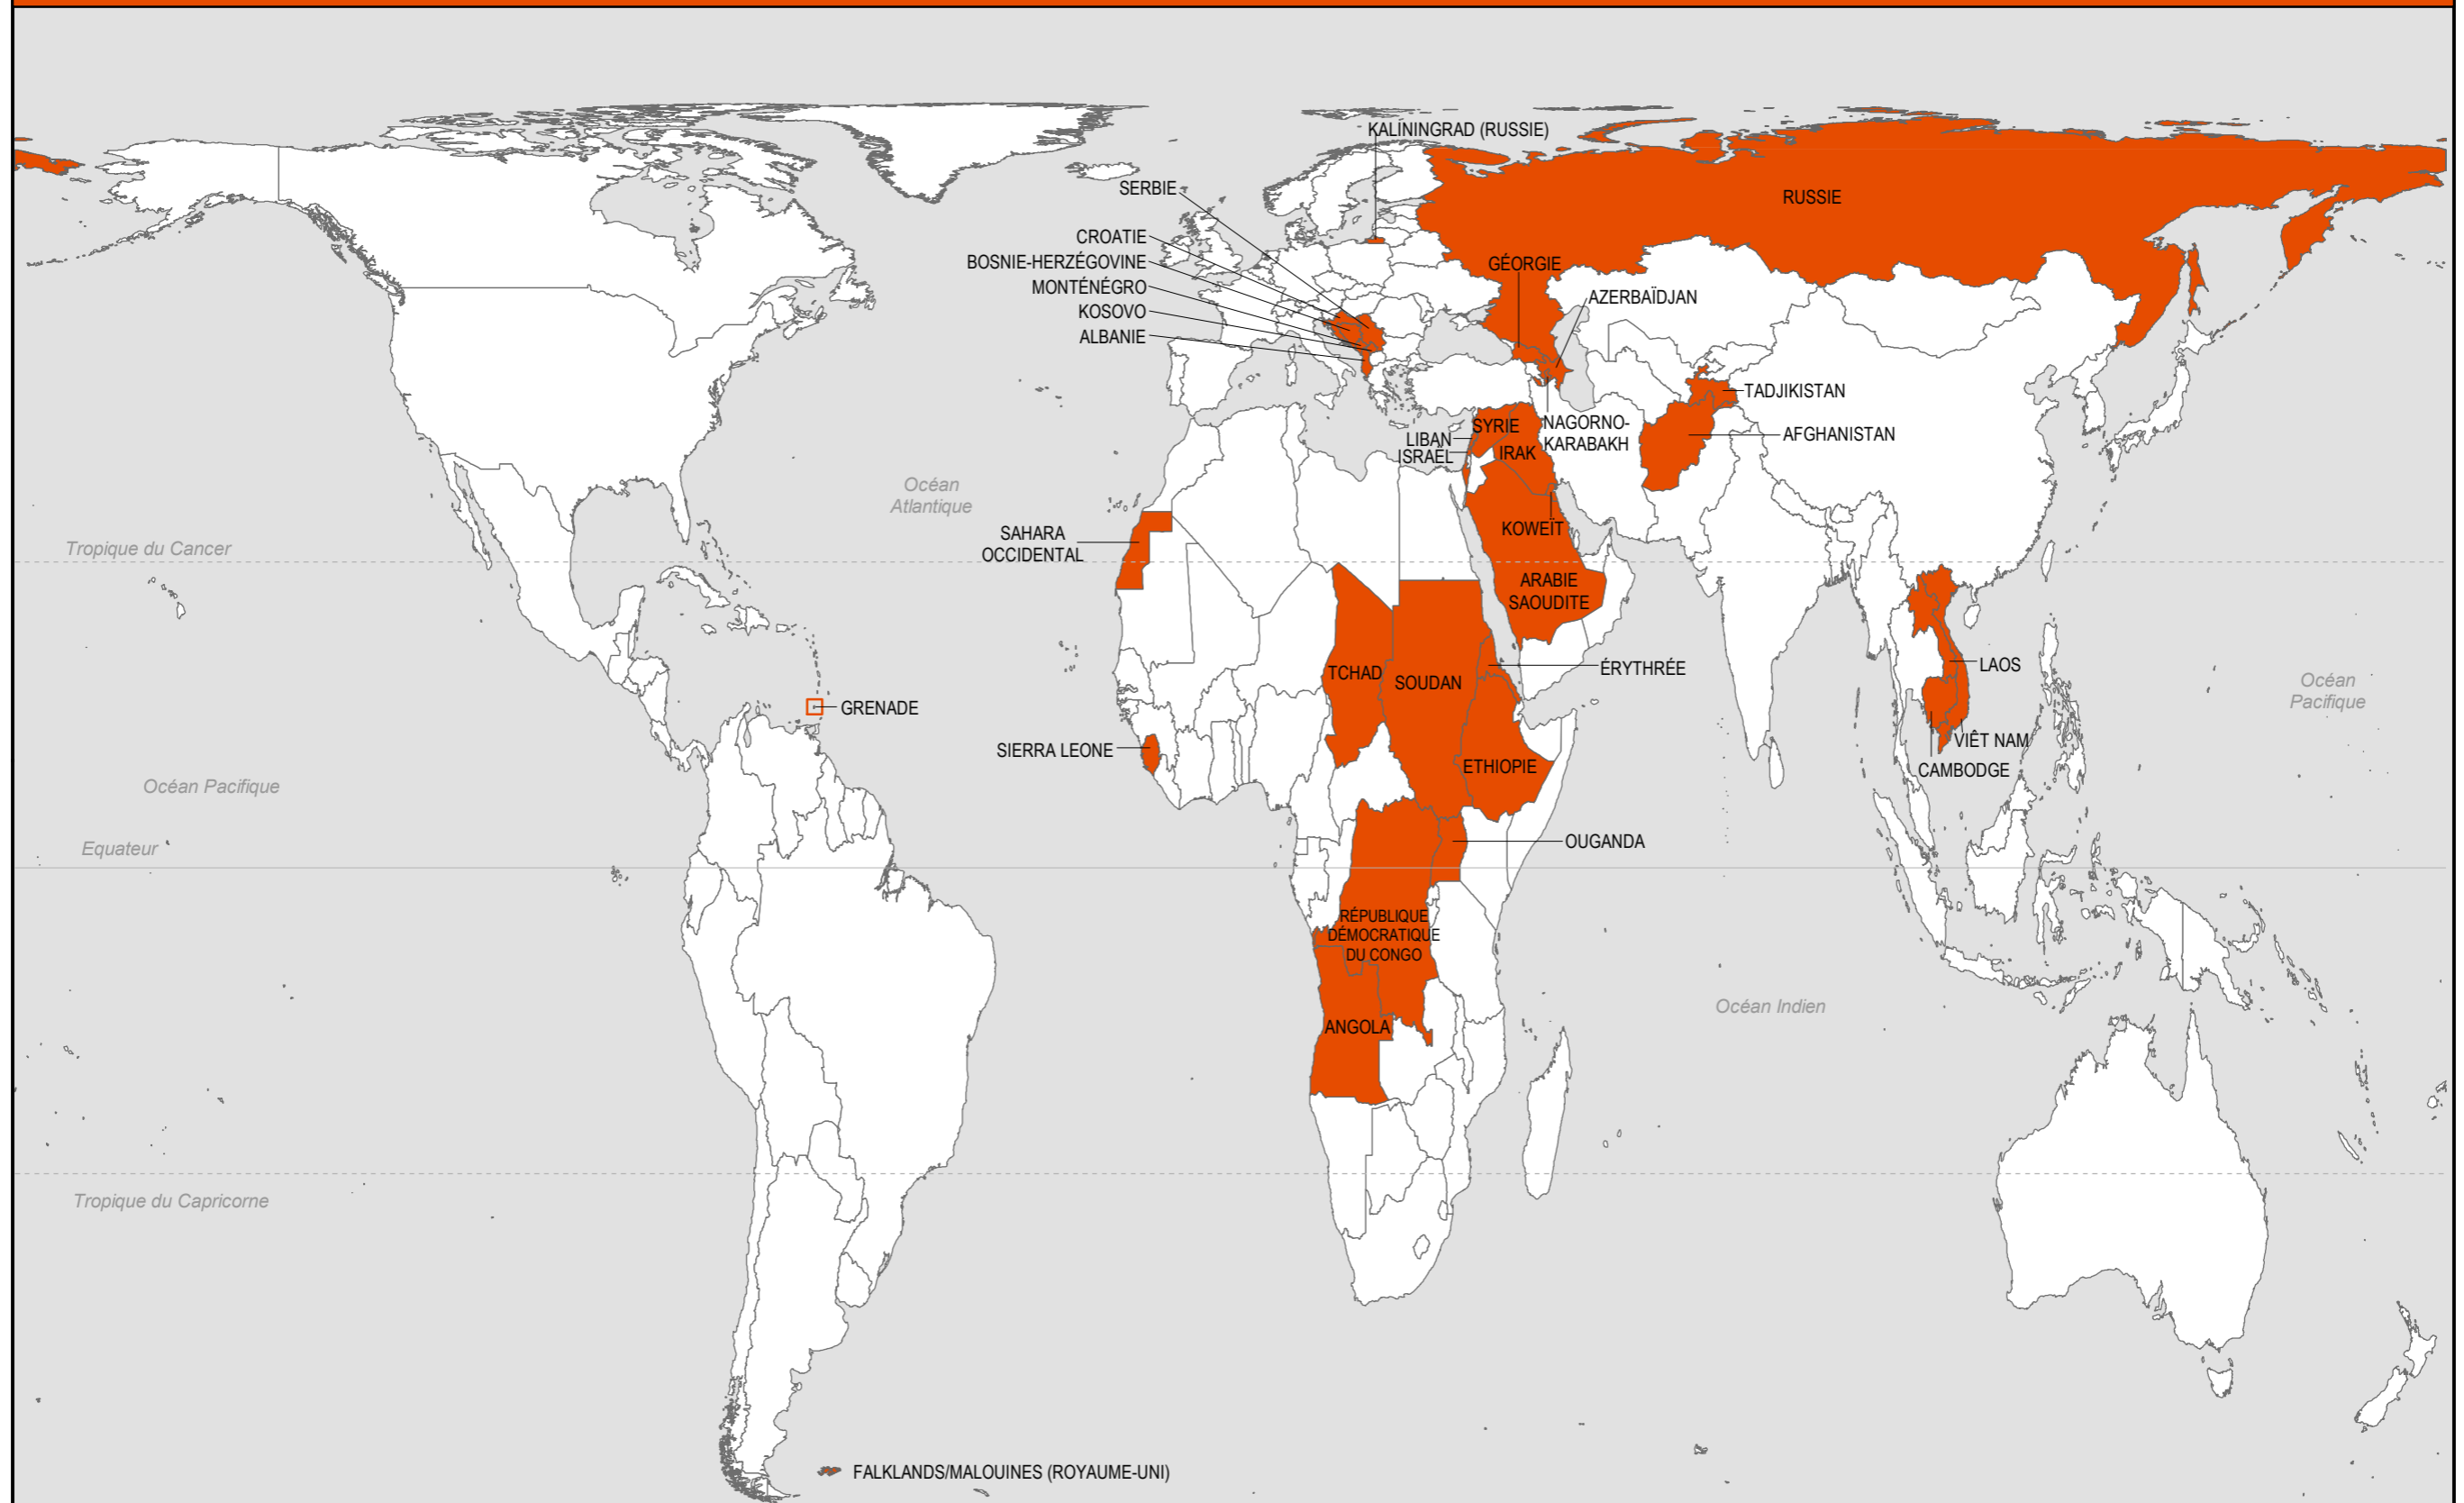 KALININGRAD (RUSSIE)
SERBIE
RUSSIE
CROATIE
BOSNIE-HERZÉGOVINE
GÉORGIE
MONTÉNÉGRO
AZERBAÏDJAN
KOSOVO
ALBANIE
TADJIKISTAN
NAGORNO-
KARABAKH
SYRIE
AFGHANISTAN
LIBAN
ISRAËL
IRAK
Océan
Atlantique
KOWEÏT
SAHARA
OCCIDENTAL
Tropique du Cancer
ARABIE
SAOUDITE
LAOS
ÉRYTHRÉE
TCHAD
SOUDAN
Océan
Pacifique
GRENADE
VIÊT NAM
SIERRA LEONE
ETHIOPIE
CAMBODGE
Océan Pacifique
OUGANDA
Equateur
RÉPUBLIQUE
DÉMOCRATIQUE
DU CONGO
Océan Indien
ANGOLA
Tropique du Capricorne
FALKLANDS/MALOUINES (ROYAUME-UNI)